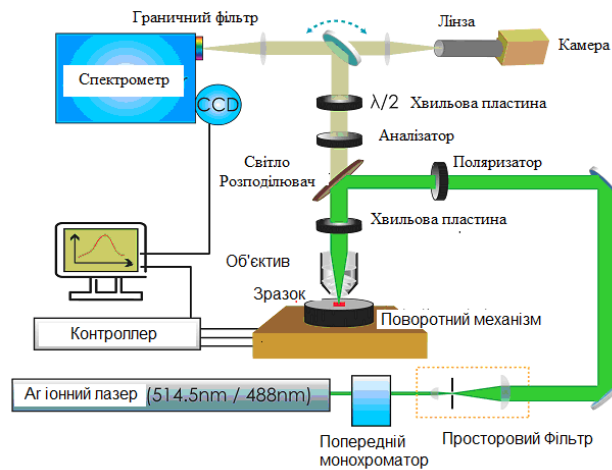 Граничний фільтр
Лінза
Камера
Спектрометр
CCD
λ/2 Хвильова пластина
Аналізатор
Світло
Розподілювач
Поляризатор
Хвильова пластина
Об'єктив
Зразок
Поворотний механізм
Контроллер
Ar іонний лазер (514.5nm / 488nm)
Попередній
монохроматор
Просторовий Фільтр